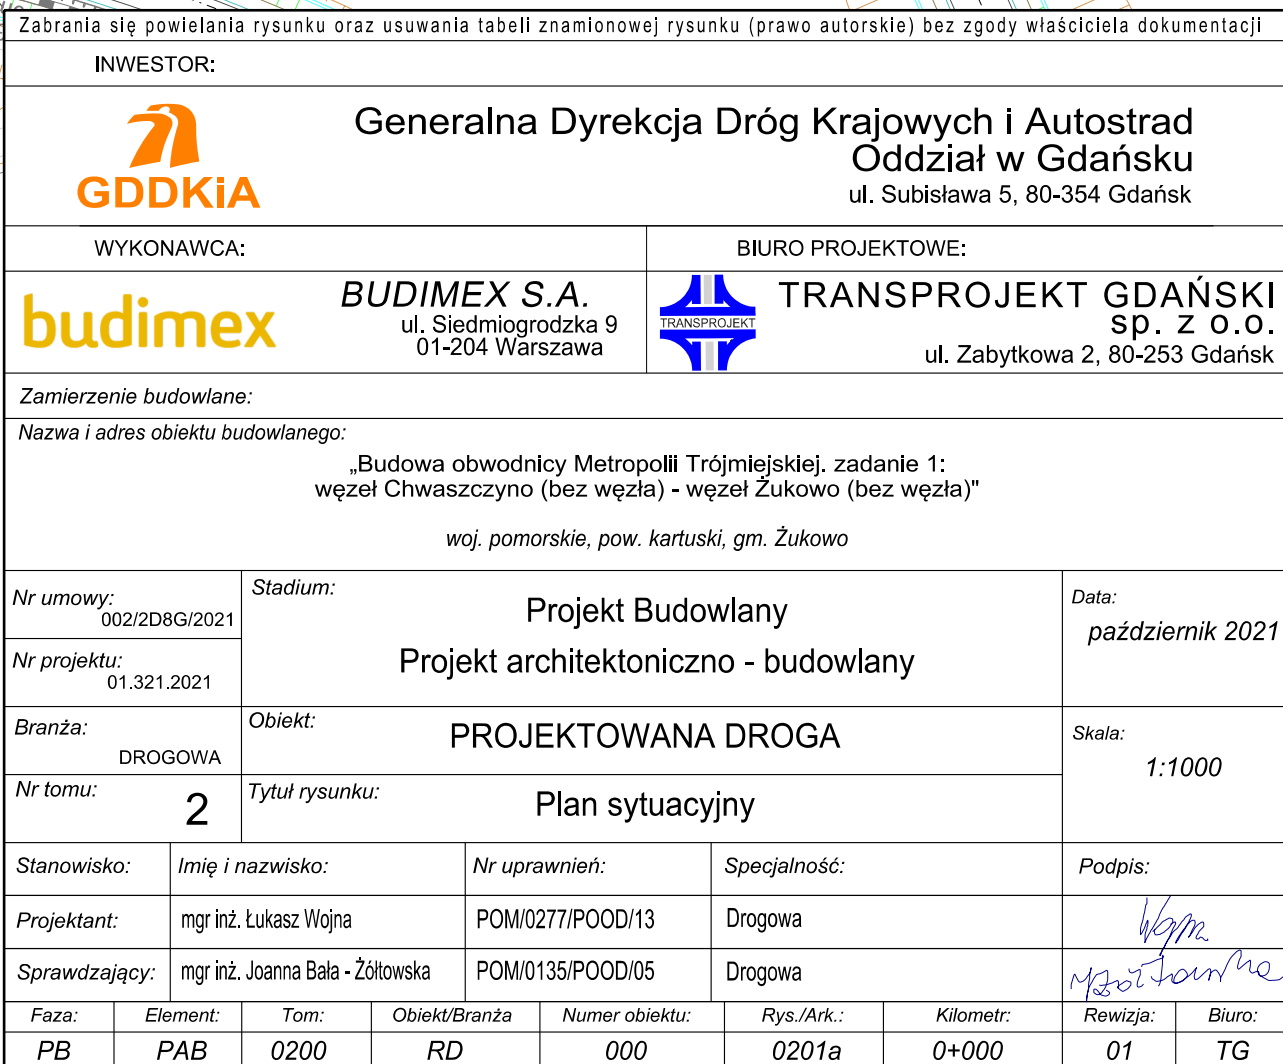 Zabrania się powielania rysunku oraz usuwania tabeli znamionowej rysunku (prawo autorskie) bez zgody właściciela dokumentacji
INWESTOR:
GDDKiA
Generalna Dyrekcja Dróg Krajowych i Autostrad
Oddział w Gdańsku
ul. Subisława 5, 80-354 Gdańsk
WYKONAWCA:
budimex
BUDIMEX S.A.
ul. Siedmiogrodzka 9
01-204 Warszawa
BIURO PROJEKTOWE:
TRANSPROJEKT
TRANSPROJEKT GDAŃSKI
sp. z o.o.
ul. Zabytkowa 2, 80-253 Gdańsk
Zamierzenie budowlane:
Nazwa i adres obiektu budowlanego:
„Budowa obwodnicy Metropolii Trójmiejskiej. zadanie 1:
węzeł Chwaszczyno (bez węzła) - węzeł Żukowo (bez węzła)"
woj. pomorskie, pow. kartuski, gm. Żukowo
Nr umowy:
002/2D8G/2021
Nr projektu:
01.321.2021
Stadium:
Projekt Budowlany
Projekt architektoniczno - budowlany
Data:
październik 2021
Branża:
DROGOWA
Obiekt:
PROJEKTOWANA DROGA
Skala:
1:1000
Nr tomu:
2
Tytuł rysunku:
Plan sytuacyjny
Stanowisko: Imię i nazwisko: Nr uprawnień: Specjalność: Podpis:
Projektant: mgr inż. Łukasz Wojna POM/0277/POOD/13 Drogowa
Sprawdzający: mgr inż. Joanna Bała - Żółtowska POM/0135/POOD/05 Drogowa
Faza: Element: Tom: Obiekt/Branża Numer obiektu: Rys./Ark.: Kilometr: Rewizja: Biuro:
PB PAB 0200 RD 000 0201a 0+000 01 TG